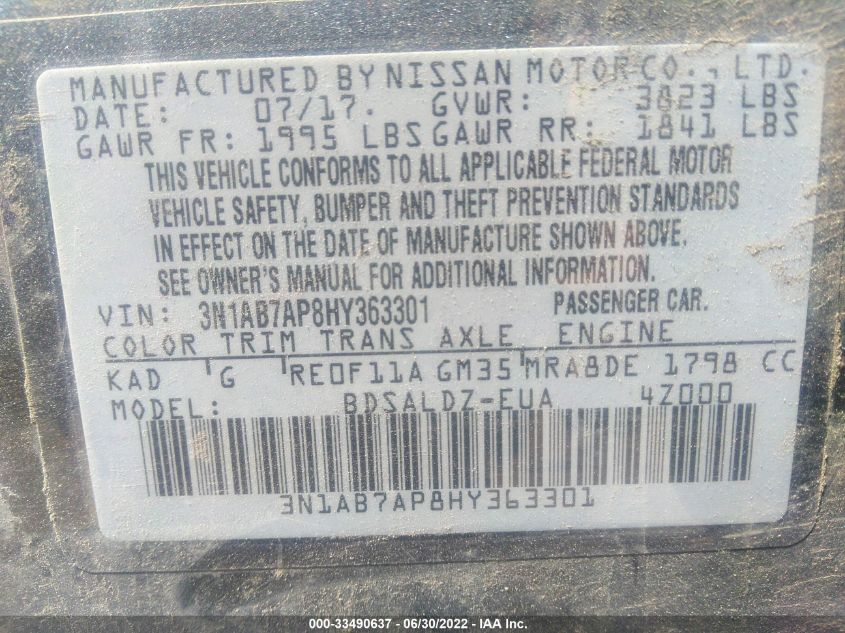 MANUFACTURED BY NISSAN MOTOR CO., LTD.
DATE: 07/17. GVWR: 3823 LBS
GAWR FR: 1995 LBS GAWR RR: 1841 LBS
THIS VEHICLE CONFORMS TO ALL APPLICABLE FEDERAL MOTOR
VEHICLE SAFETY, BUMPER AND THEFT PREVENTION STANDARDS
IN EFFECT ON THE DATE OF MANUFACTURE SHOWN ABOVE.
SEE OWNER'S MANUAL FOR ADDITIONAL INFORMATION.
VIN: 3N1AB7AP8HY363301 PASSENGER CAR.
COLOR TRIM TRANS AXLE ENGINE
KAD G RE0F11A GM35 MRA8DE 1798 CC
MODEL: BDSALDZ-EUA 4Z000
3N1AB7AP8HY363301
000-33490637 - 06/30/2022 - IAA Inc.